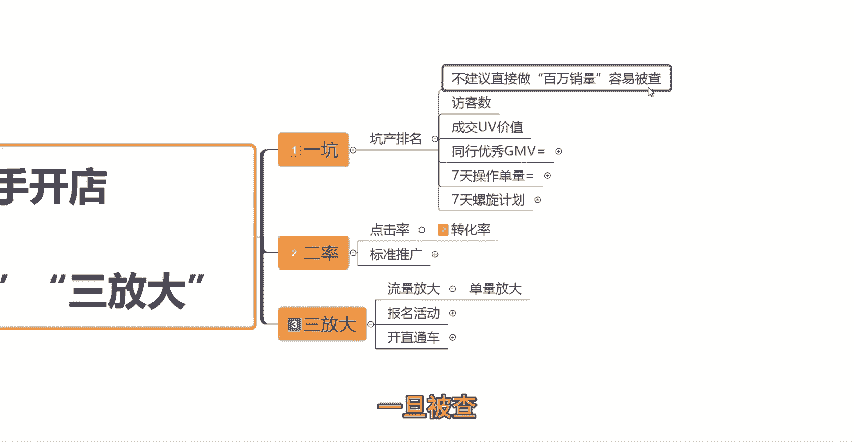 不建议直接做“百万销量”容易被查
访客数
成交UV价值
同行优秀GMV=
7天操作单量=
7天螺旋计划
坑产排名
1 一坑
手开店
” “三放大”
2 二率
点击率
2 转化率
标准推广
3 三放大
流量放大
单量放大
报名活动
开直通车
一旦被查